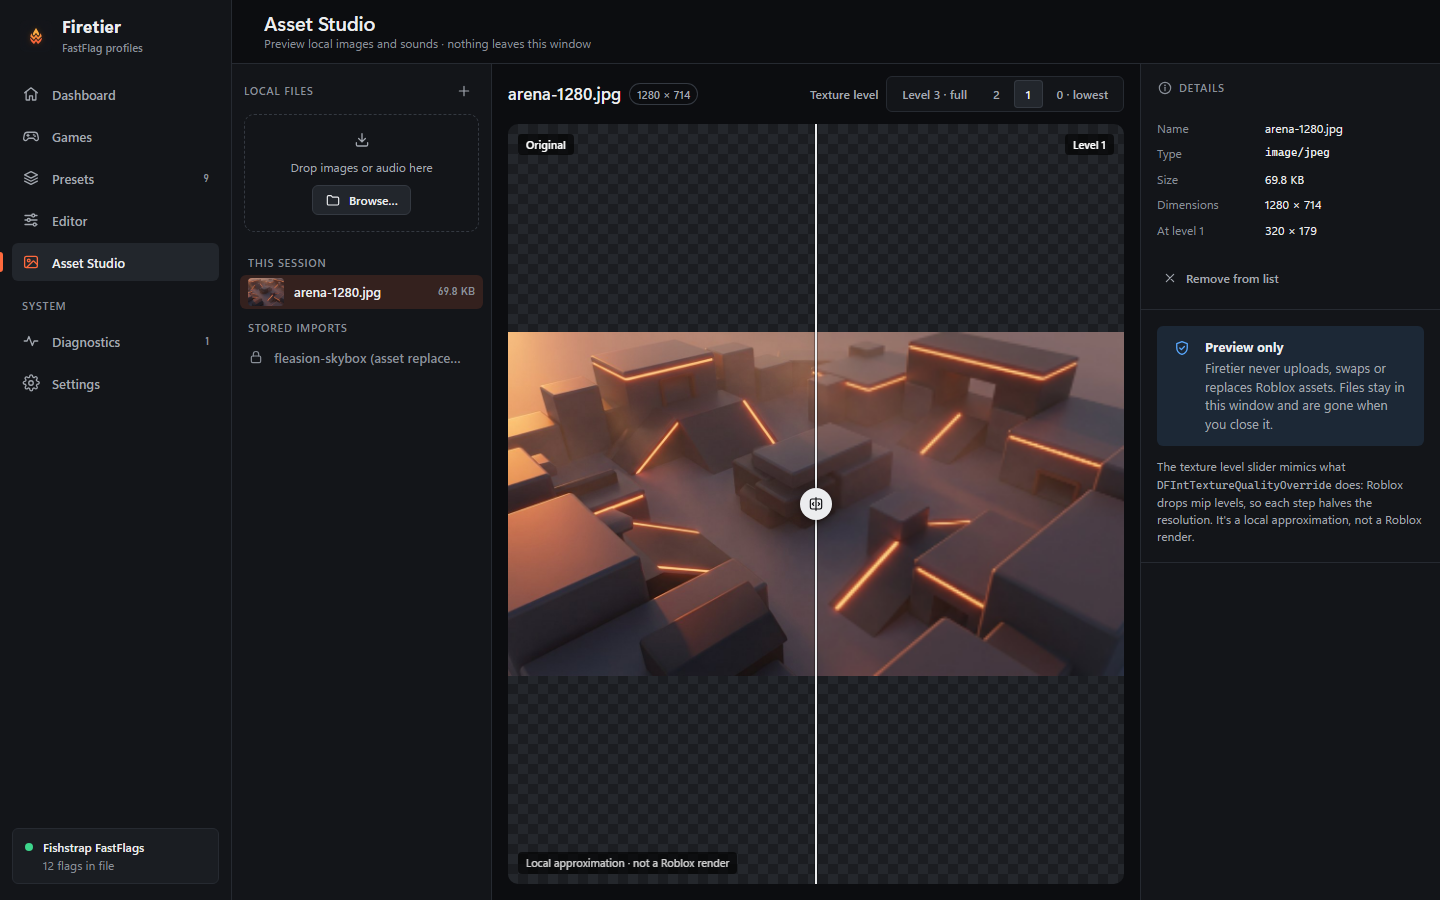 Firetier
FastFlag profiles
Dashboard
Games
Presets 9
Editor
Asset Studio
SYSTEM
Diagnostics 1
Settings
Fishstrap FastFlags
12 flags in file
Asset Studio
Preview local images and sounds · nothing leaves this window
LOCAL FILES
Drop images or audio here
Browse...
THIS SESSION
arena-1280.jpg 69.8 KB
STORED IMPORTS
fleasion-skybox (asset replace...
arena-1280.jpg 1280 × 714
Texture level Level 3 · full 2 1 0 · lowest
Original Level 1
Local approximation · not a Roblox render
DETAILS
Name arena-1280.jpg
Type image/jpeg
Size 69.8 KB
Dimensions 1280 × 714
At level 1 320 × 179
Remove from list
Preview only
Firetier never uploads, swaps or
replaces Roblox assets. Files stay in
this window and are gone when
you close it.
The texture level slider mimics what
DFIntTextureQualityOverride does: Roblox
drops mip levels, so each step halves the
resolution. It's a local approximation, not a Roblox
render.